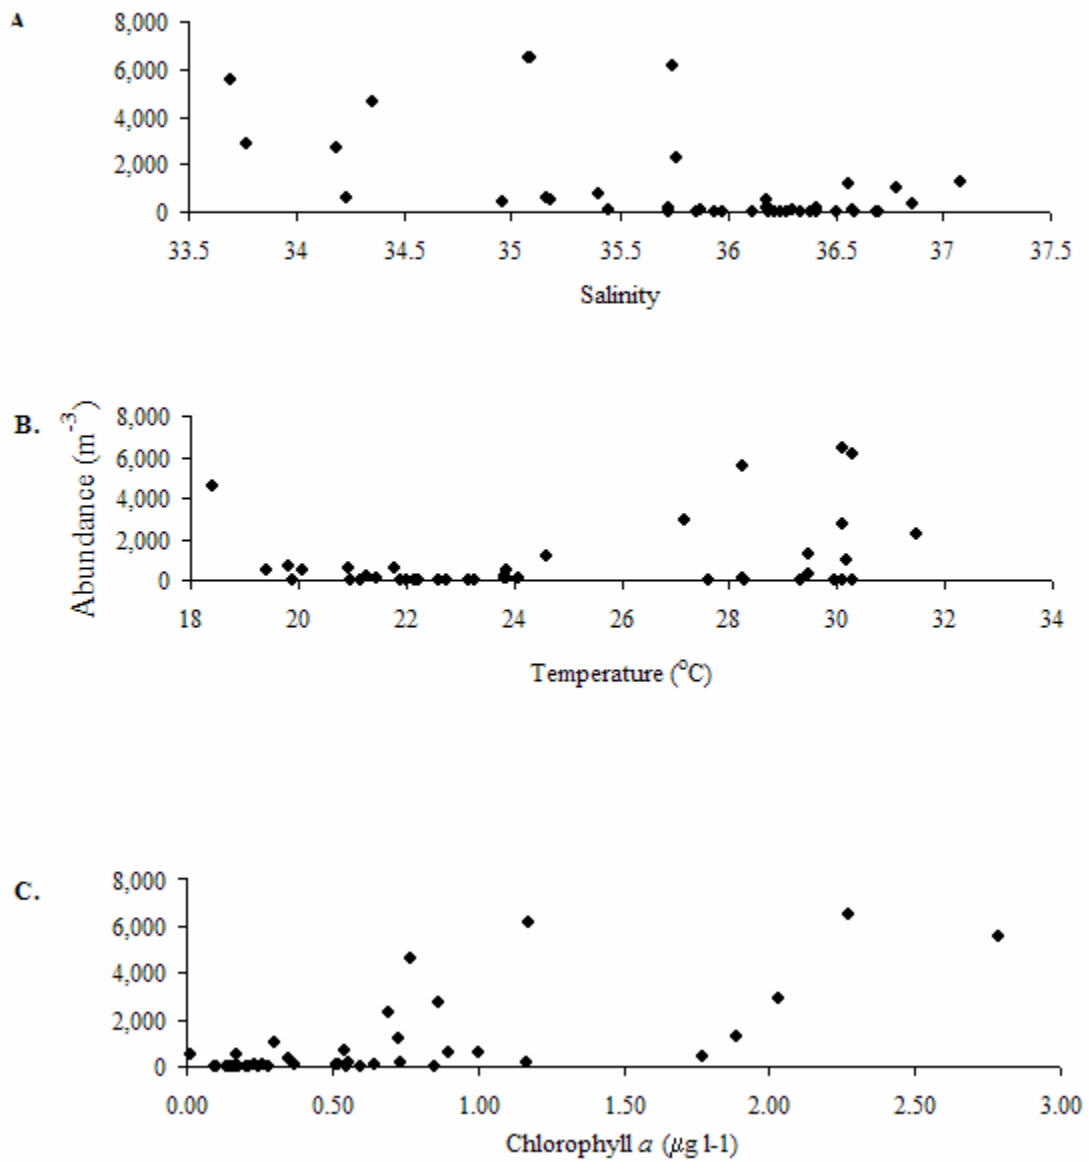 A
8,000
6,000
4,000
2,000
0
33.5 34 34.5 35 35.5 36 36.5 37 37.5
Salinity
B.
Abundance (m⁻³)
8,000
6,000
4,000
2,000
0
18 20 22 24 26 28 30 32 34
Temperature (ºC)
C.
8,000
6,000
4,000
2,000
0
0.00 0.50 1.00 1.50 2.00 2.50 3.00
Chlorophyll a (μg l-1)